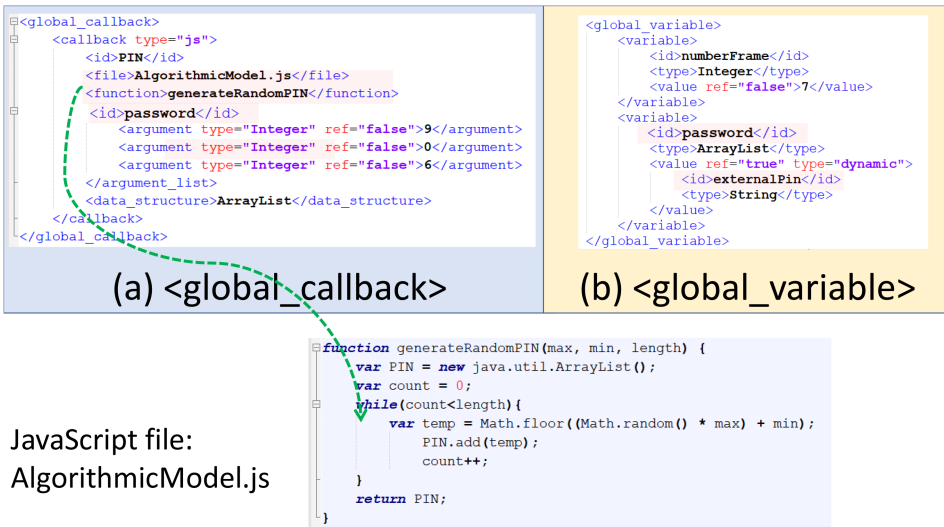 <global_callback>
<callback type="js">
<id>PIN</id>
<file>AlgorithmicModel.js</file>
<function>generateRandomPIN</function>
<id>password</id>
<argument type="Integer" ref="false">9</argument>
<argument type="Integer" ref="false">0</argument>
<argument type="Integer" ref="false">6</argument>
</argument_list>
<data_structure>ArrayList</data_structure>
</callback>
</global_callback>
(a) <global_callback>
<global_variable>
<variable>
<id>numberFrame</id>
<type>Integer</type>
<value ref="false">7</value>
</variable>
<variable>
<id>password</id>
<type>ArrayList</type>
<value ref="true" type="dynamic">
<id>externalPin</id>
<type>String</type>
</value>
</variable>
</global_variable>
(b) <global_variable>
JavaScript file:
AlgorithmicModel.js
function generateRandomPIN(max, min, length) {
var PIN = new java.util.ArrayList();
var count = 0;
while(count<length){
var temp = Math.floor((Math.random() * max) + min);
PIN.add(temp);
count++;
}
return PIN;
}